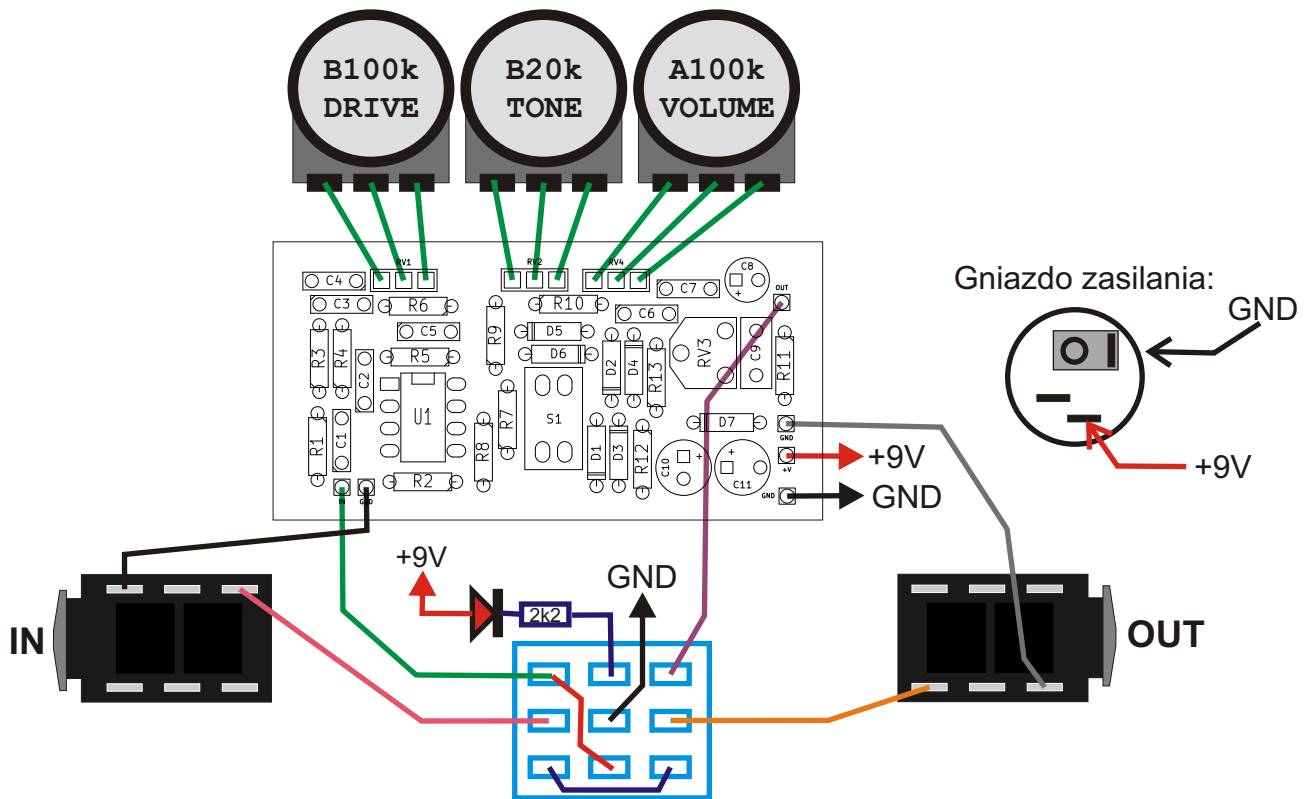 B100k
DRIVE
B20k
TONE
A100k
VOLUME
RV1
RV2
RV4
C8
+
OUT
C4
C3
R6
C5
R5
R3
R4
C2
R1
C1
U1
R2
R9
R10
D5
D6
C7
C6
R7
R8
S1
D2
D4
R13
RV3
C9
R11
D1
D3
R12
D7
C10
+
C11
+
GND
+V
GND
IN
GND
+9V
GND
Gniazdo zasilania:
GND
+9V
+9V
2k2
GND
IN
OUT